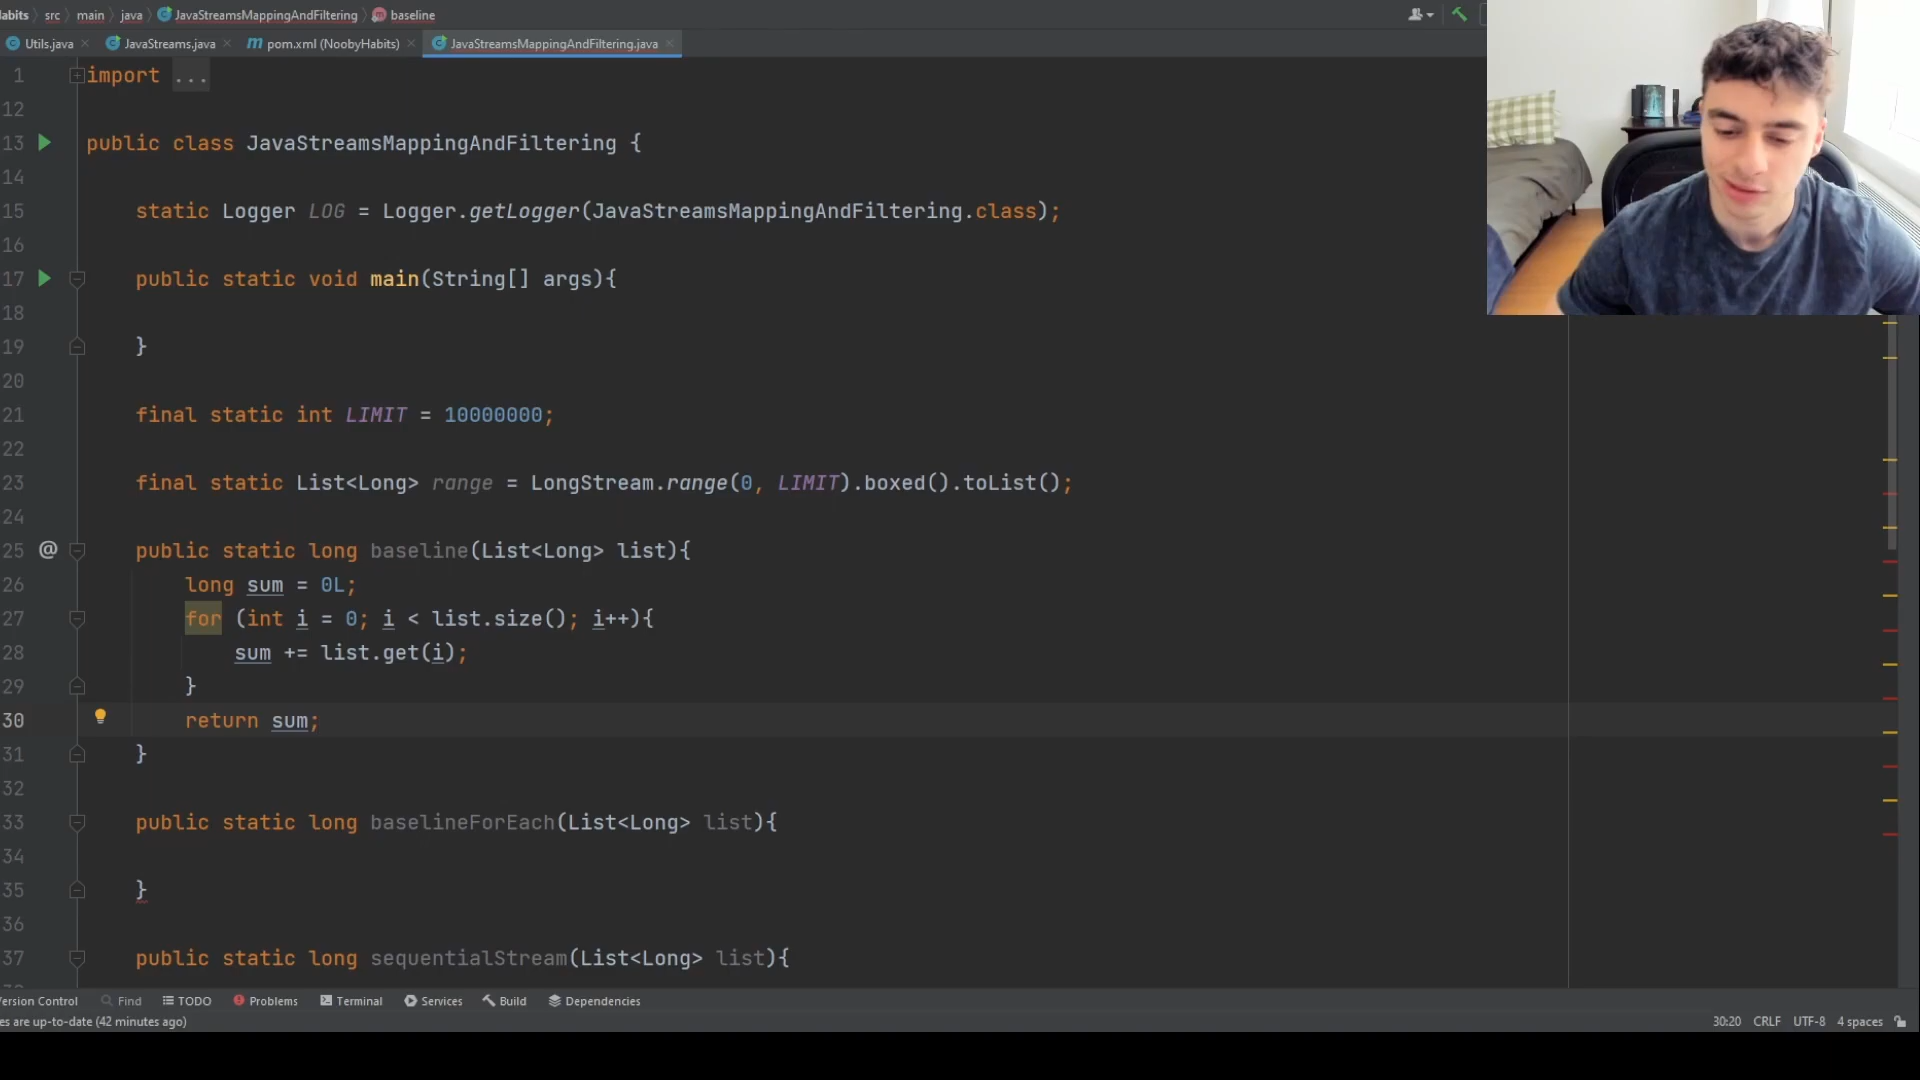 abits src main java JavaStreamsMappingAndFiltering baseline
Utils.java JavaStreams.java pom.xml (NoobyHabits) JavaStreamsMappingAndFiltering.java
1 import ...
12
13 public class JavaStreamsMappingAndFiltering {
14
15 static Logger LOG = Logger.getLogger(JavaStreamsMappingAndFiltering.class);
16
17 public static void main(String[] args){
18
19 }
20
21 final static int LIMIT = 10000000;
22
23 final static List<Long> range = LongStream.range(0, LIMIT).boxed().toList();
24
25 @ public static long baseline(List<Long> list){
26 long sum = 0L;
27 for (int i = 0; i < list.size(); i++){
28 sum += list.get(i);
29 }
30 return sum;
31 }
32
33 public static long baselineForEach(List<Long> list){
34
35 }
36
37 public static long sequentialStream(List<Long> list){
ersion Control Find TODO Problems Terminal Services Build Dependencies
es are up-to-date (42 minutes ago) 30:20 CRLF UTF-8 4 spaces